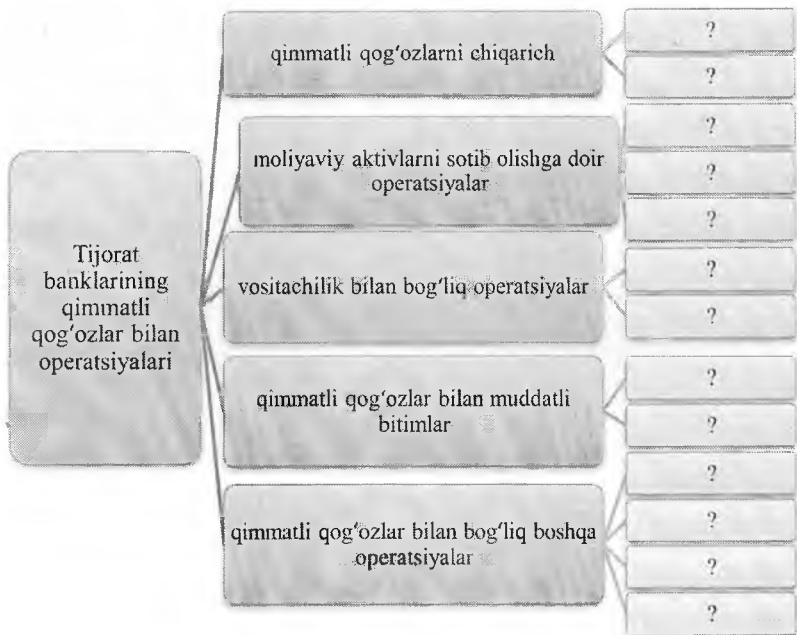 Tijorat
banklarining
qimmatli
qog‘ozlar bilan
operatsiyalari
qimmatli qog‘ozlarni chiqarich
?
?
moliyaviy aktivlarni sotib olishga doir
operatsiyalar
?
?
?
vositachilik bilan bog‘liq operatsiyalar
?
?
qimmatli qog‘ozlar bilan muddatli
bitimlar
?
?
qimmatli qog‘ozlar bilan bog‘liq boshqa
operatsiyalar
?
?
?
?